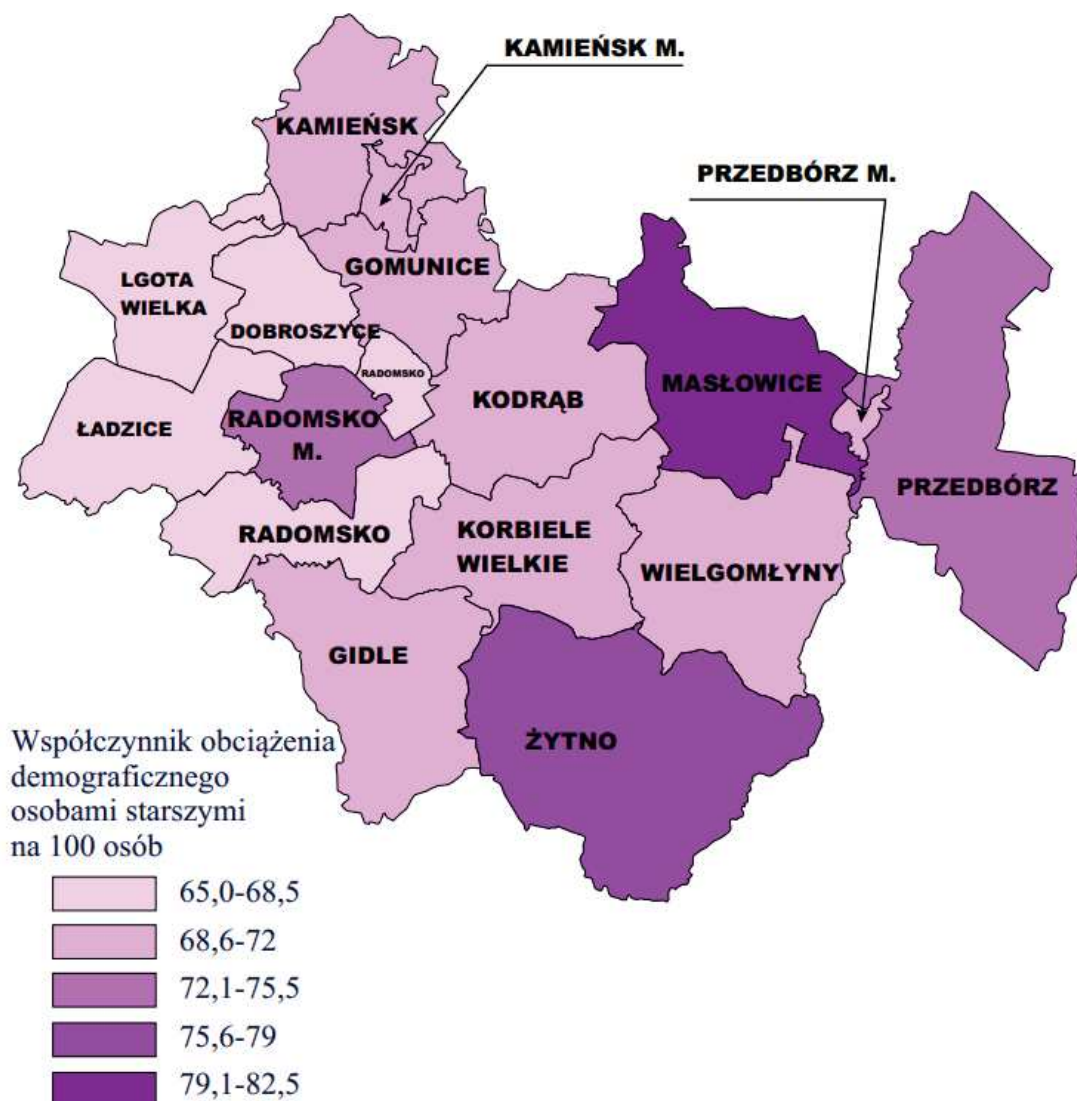 KAMIEŃSK M.
KAMIEŃSK
PRZEDBÓRZ M.
GOMUNICE
LGOTA
WIELKA
DOBROSZYCE
RADOMSKO
MASŁOWICE
KODRĄB
RADOMSKO
M.
ŁADZICE
PRZEDBÓRZ
RADOMSKO
KORBIELE
WIELKIE
WIELGOMŁYNY
GIDLE
ŻYTNO
Współczynnik obciążenia
demograficznego
osobami starszymi
na 100 osób
65,0-68,5
68,6-72
72,1-75,5
75,6-79
79,1-82,5